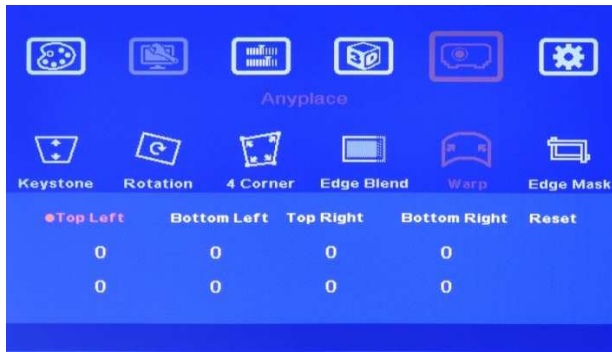 Anyplace
Keystone Rotation 4 Corner Edge Blend Warp Edge Mask
Top Left Bottom Left Top Right Bottom Right Reset
0 0 0 0
0 0 0 0